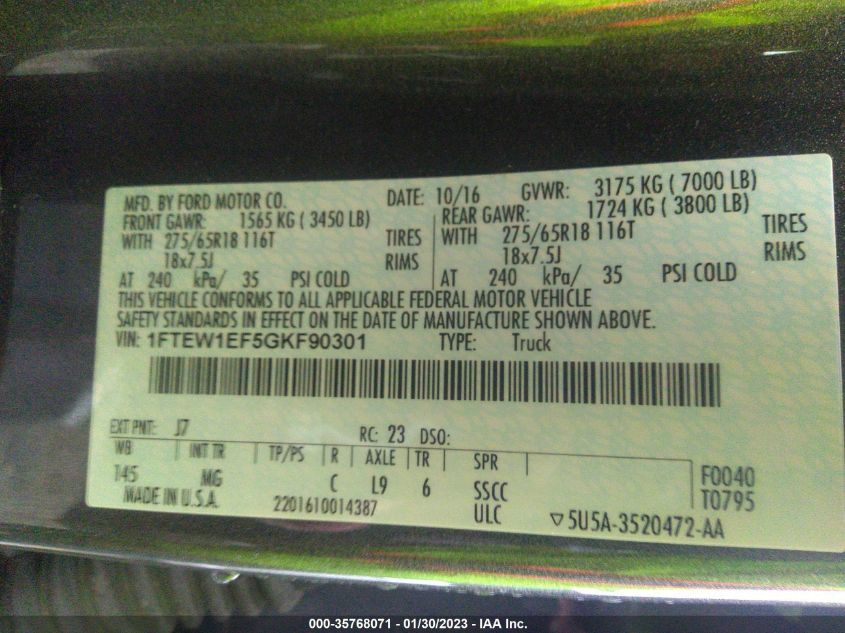 MFD. BY FORD MOTOR CO. DATE: 10/16 GVWR: 3175 KG ( 7000 LB)
FRONT GAWR: 1565 KG ( 3450 LB) REAR GAWR: 1724 KG ( 3800 LB)
WITH 275/65R18 116T TIRES WITH 275/65R18 116T TIRES
18x7.5J RIMS 18x7.5J RIMS
AT 240 kPa/ 35 PSI COLD AT 240 kPa/ 35 PSI COLD
THIS VEHICLE CONFORMS TO ALL APPLICABLE FEDERAL MOTOR VEHICLE
SAFETY STANDARDS IN EFFECT ON THE DATE OF MANUFACTURE SHOWN ABOVE.
VIN: 1FTEW1EF5GKF90301 TYPE: Truck
EXT PNT: J7 RC: 23 DSO:
WB INT TR TP/PS R AXLE TR SPR
145 MG C L9 6 SSCC F0040
MADE IN U.S.A. 2201610014387 ULC T0795
▽5U5A-3520472-AA
000-35768071 - 01/30/2023 - IAA Inc.